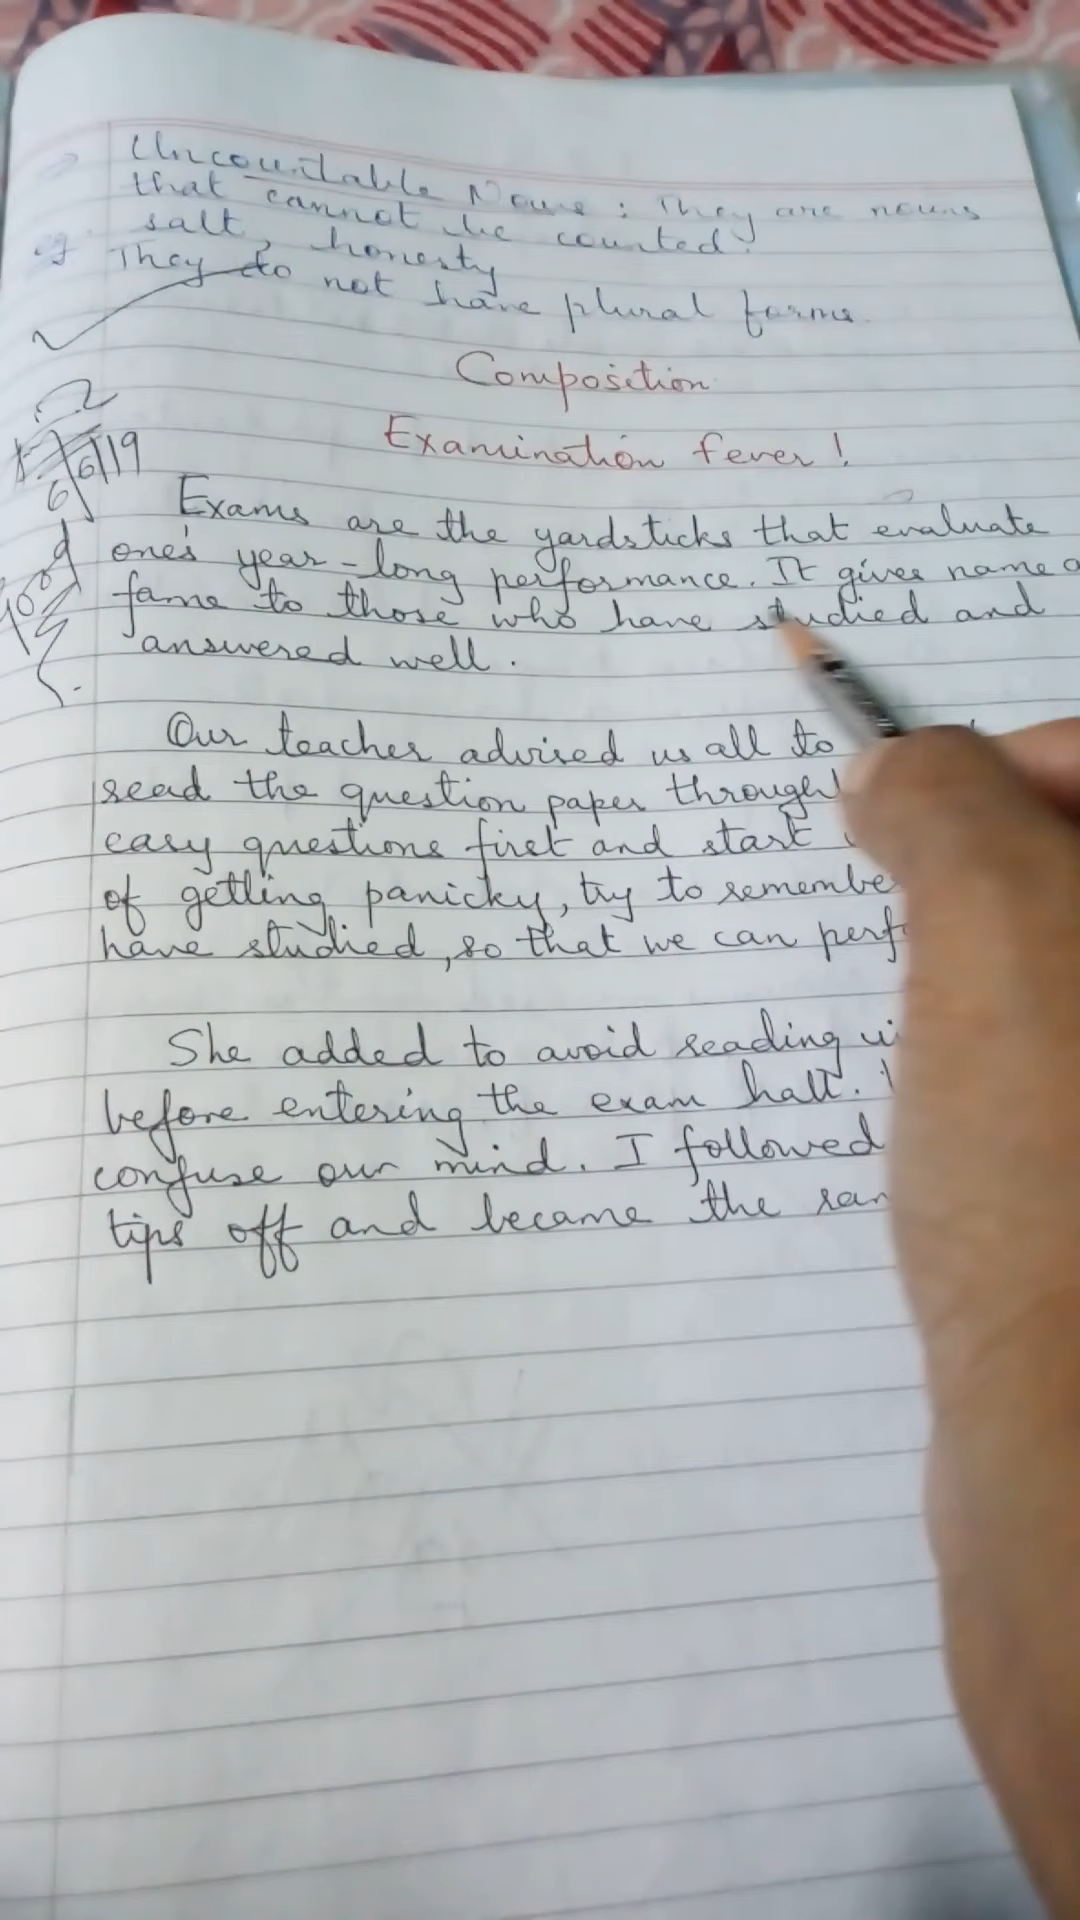 Uncountable Nouns : They are nouns
that cannot be counted.
eg. salt, honesty
They do not have plural forms.
Composition
Examination fever !
6/6/19
Good
Exams are the yardsticks that evaluate
one's year-long performance. It gives name
fame to those who have studied and
answered well.
Our teacher advised us all to
read the question paper through
easy questions first and start
of getting panicky, try to remembe
have studied, so that we can perf
She added to avoid reading
before entering the exam hall.
confuse our mind. I followed
tips off and became the ran